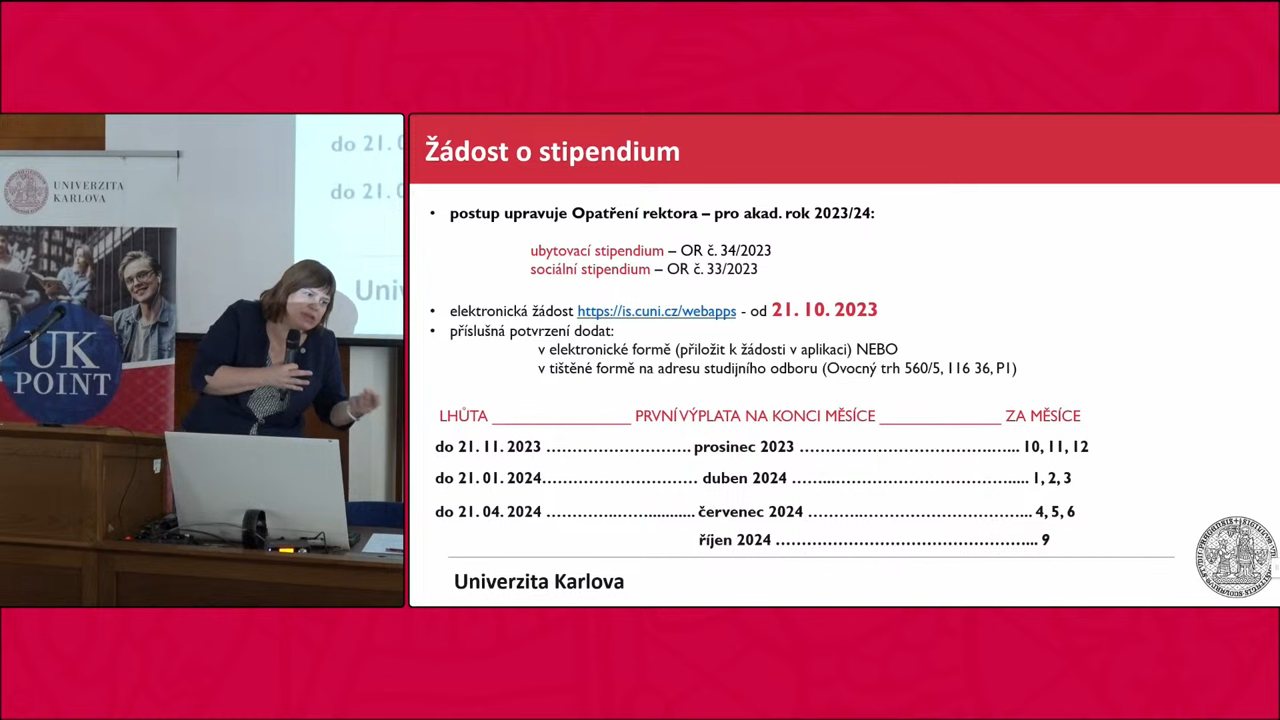 do 21. 0
do 21. 0
Univ
UNIVERZITA
KARLOVA
UK
POINT
Žádost o stipendium
• postup upravuje Opatření rektora – pro akad. rok 2023/24:
ubytovací stipendium – OR č. 34/2023
sociální stipendium – OR č. 33/2023
• elektronická žádost https://is.cuni.cz/webapps - od 21. 10. 2023
• příslušná potvrzení dodat:
v elektronické formě (přiložit k žádosti v aplikaci) NEBO
v tištěné formě na adresu studijního odboru (Ovocný trh 560/5, 116 36, P1)
LHŮTA ________________ PRVNÍ VÝPLATA NA KONCI MĚSÍCE ______________ ZA MĚSÍCE
do 21. 11. 2023 ………………………. prosinec 2023 ……………………………….…... 10, 11, 12
do 21. 01. 2024………………………… duben 2024 ……...……………………………...... 1, 2, 3
do 21. 04. 2024 …………..……............ červenec 2024 ………..………………………….. 4, 5, 6
říjen 2024 …………………………………………... 9
Univerzita Karlova